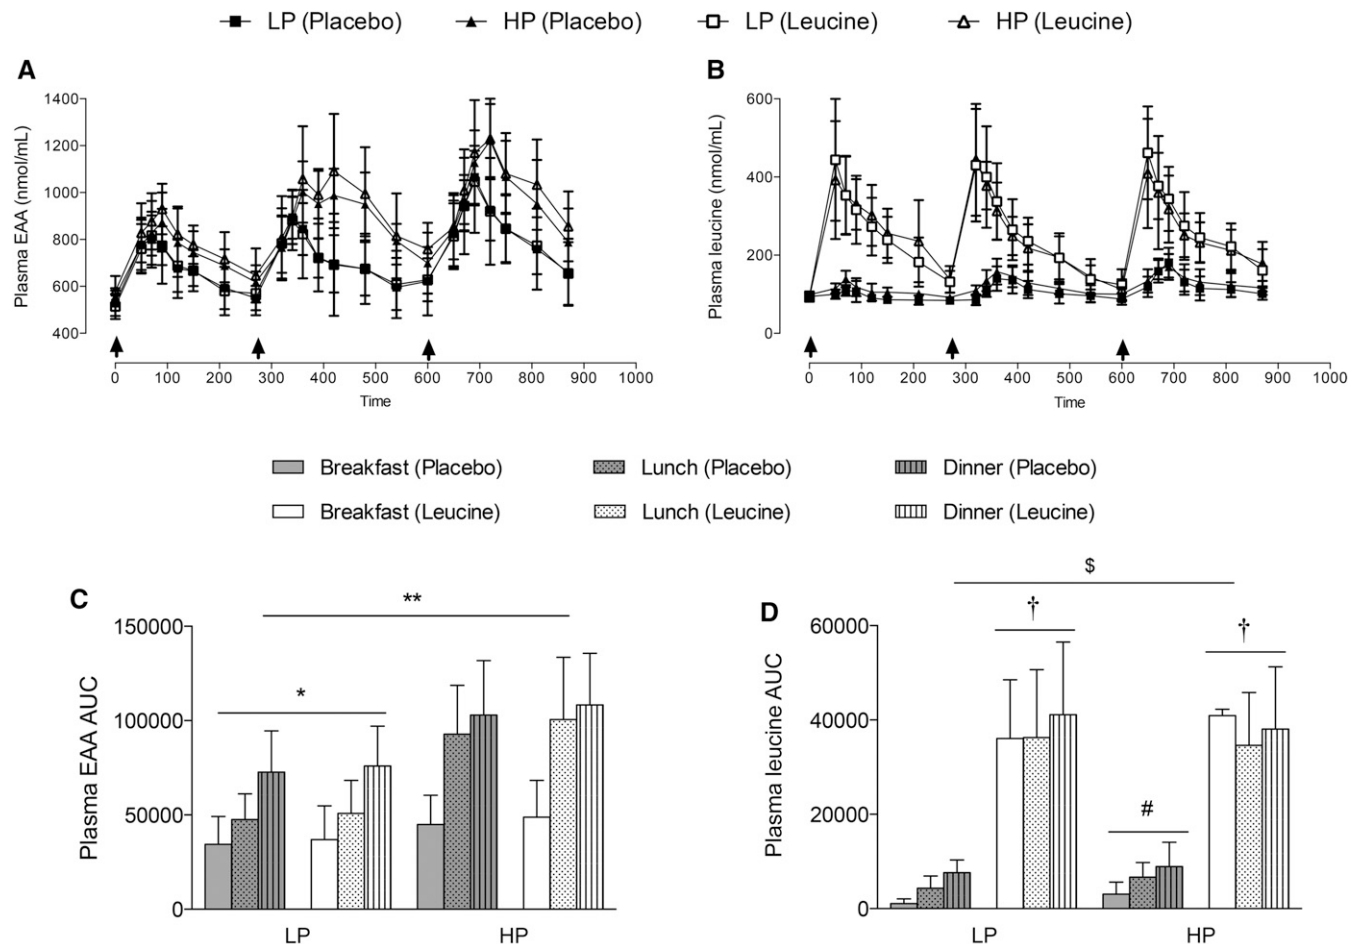 LP (Placebo) HP (Placebo) LP (Leucine) HP (Leucine)
A
Plasma EAA (nmol/mL)
1400
1200
1000
800
600
400
0 100 200 300 400 500 600 700 800 900 1000
Time
B
Plasma leucine (nmol/mL)
600
400
200
0
0 100 200 300 400 500 600 700 800 900 1000
Time
Breakfast (Placebo) Lunch (Placebo) Dinner (Placebo)
Breakfast (Leucine) Lunch (Leucine) Dinner (Leucine)
C
Plasma EAA AUC
150000
100000
50000
0
**
*
LP HP
D
Plasma leucine AUC
60000
40000
20000
0
$
†
†
#
LP HP